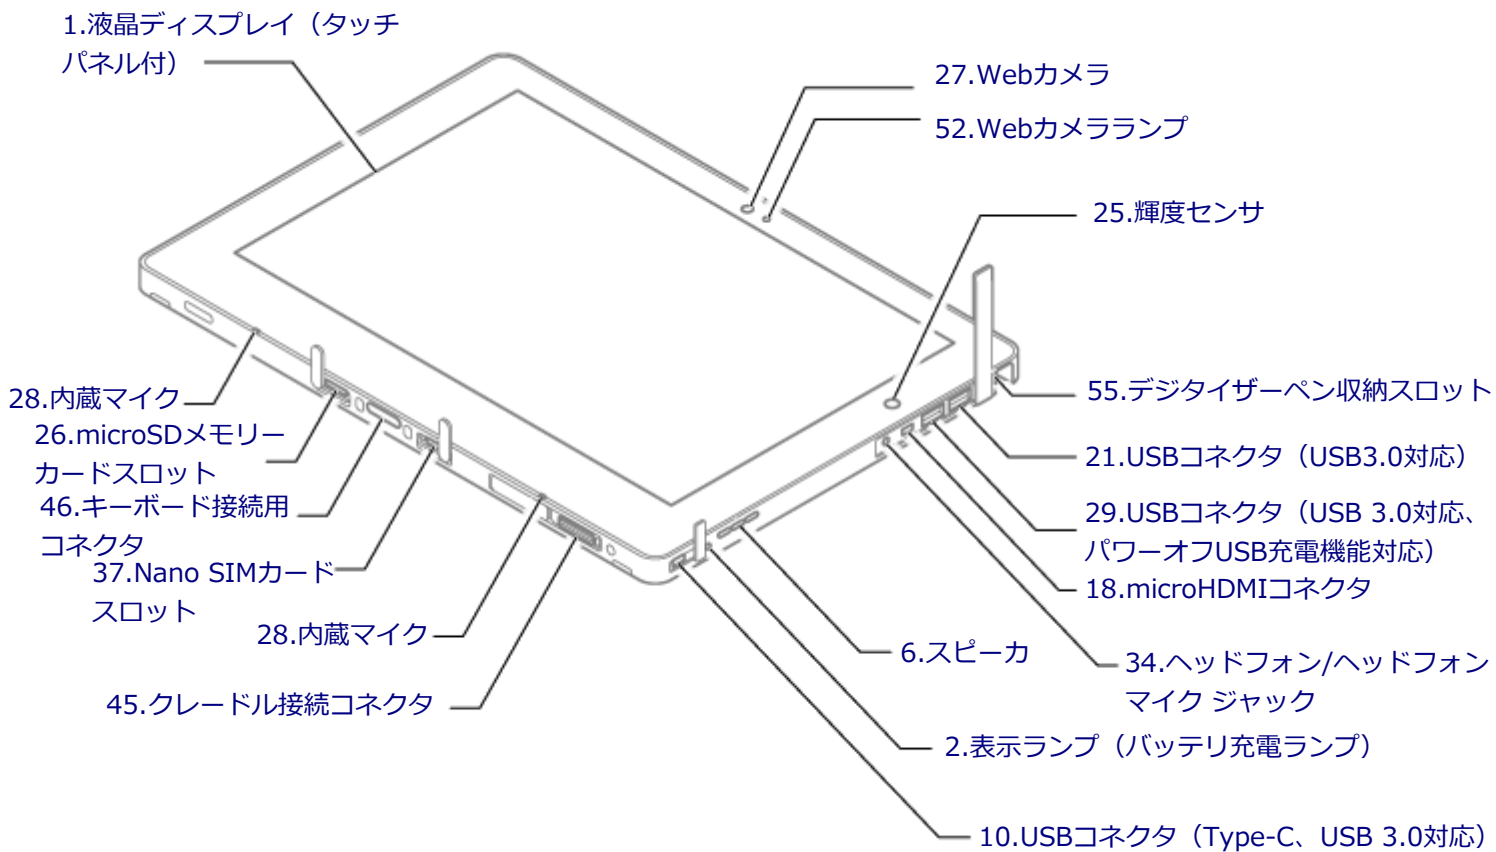 1.液晶ディスプレイ（タッチ
パネル付）
27.Webカメラ
52.Webカメラランプ
25.輝度センサ
28.内蔵マイク
26.microSDメモリー
カードスロット
46.キーボード接続用
コネクタ
37.Nano SIMカード
スロット
28.内蔵マイク
45.クレードル接続コネクタ
55.デジタイザーペン収納スロット
21.USBコネクタ（USB3.0対応）
29.USBコネクタ（USB 3.0対応、
パワーオフUSB充電機能対応）
18.microHDMIコネクタ
6.スピーカ
34.ヘッドフォン/ヘッドフォン
マイク ジャック
2.表示ランプ（バッテリ充電ランプ）
10.USBコネクタ（Type-C、USB 3.0対応）